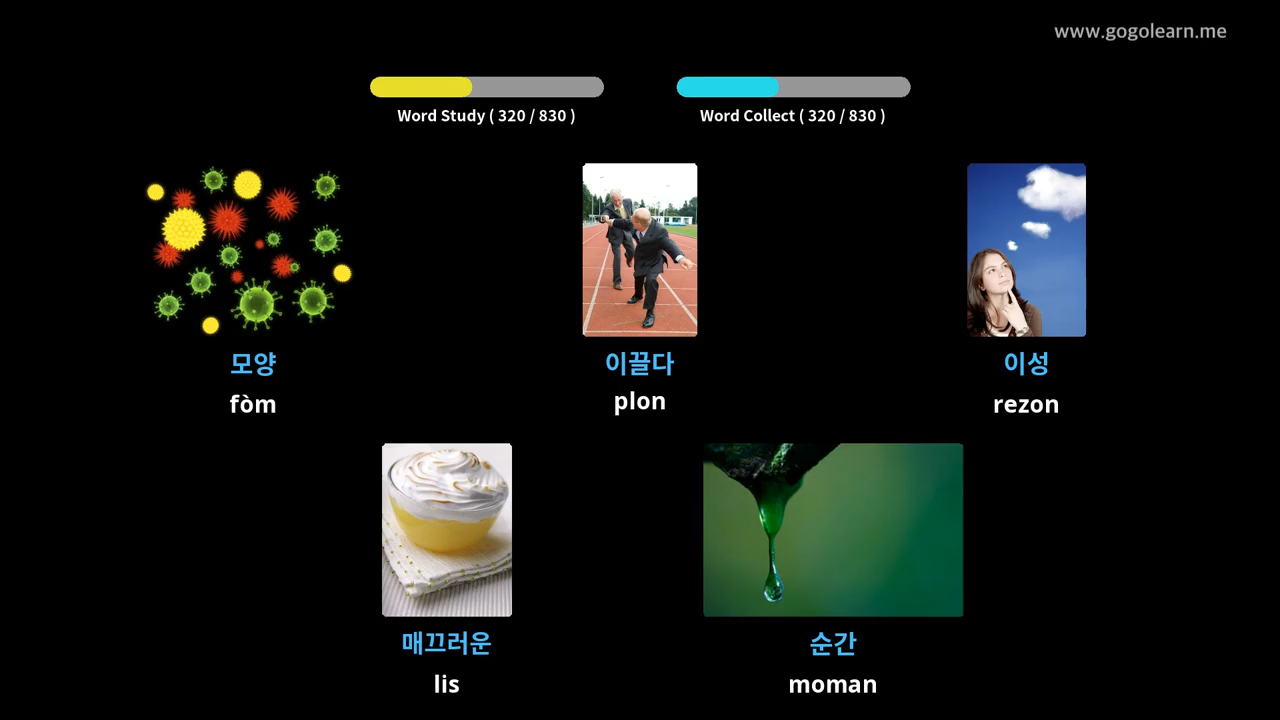 www.gogolearn.me
Word Study ( 320 / 830 )
Word Collect ( 320 / 830 )
모양
fòm
이끌다
plon
이성
rezon
매끄러운
lis
순간
moman